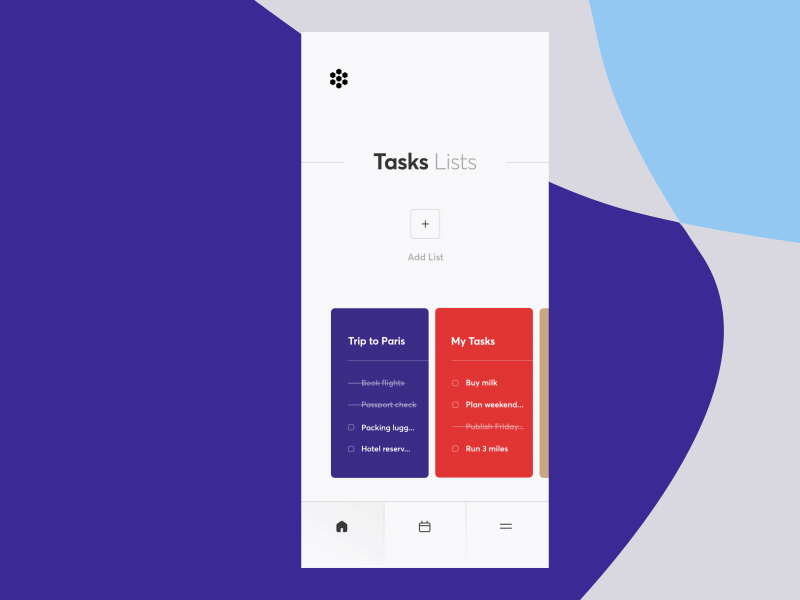 Tasks Lists
+
Add List
Trip to Paris
Book flights
Passport check
Packing lugg...
Hotel reserv...
My Tasks
Buy milk
Plan weekend...
Publish Friday...
Run 3 miles